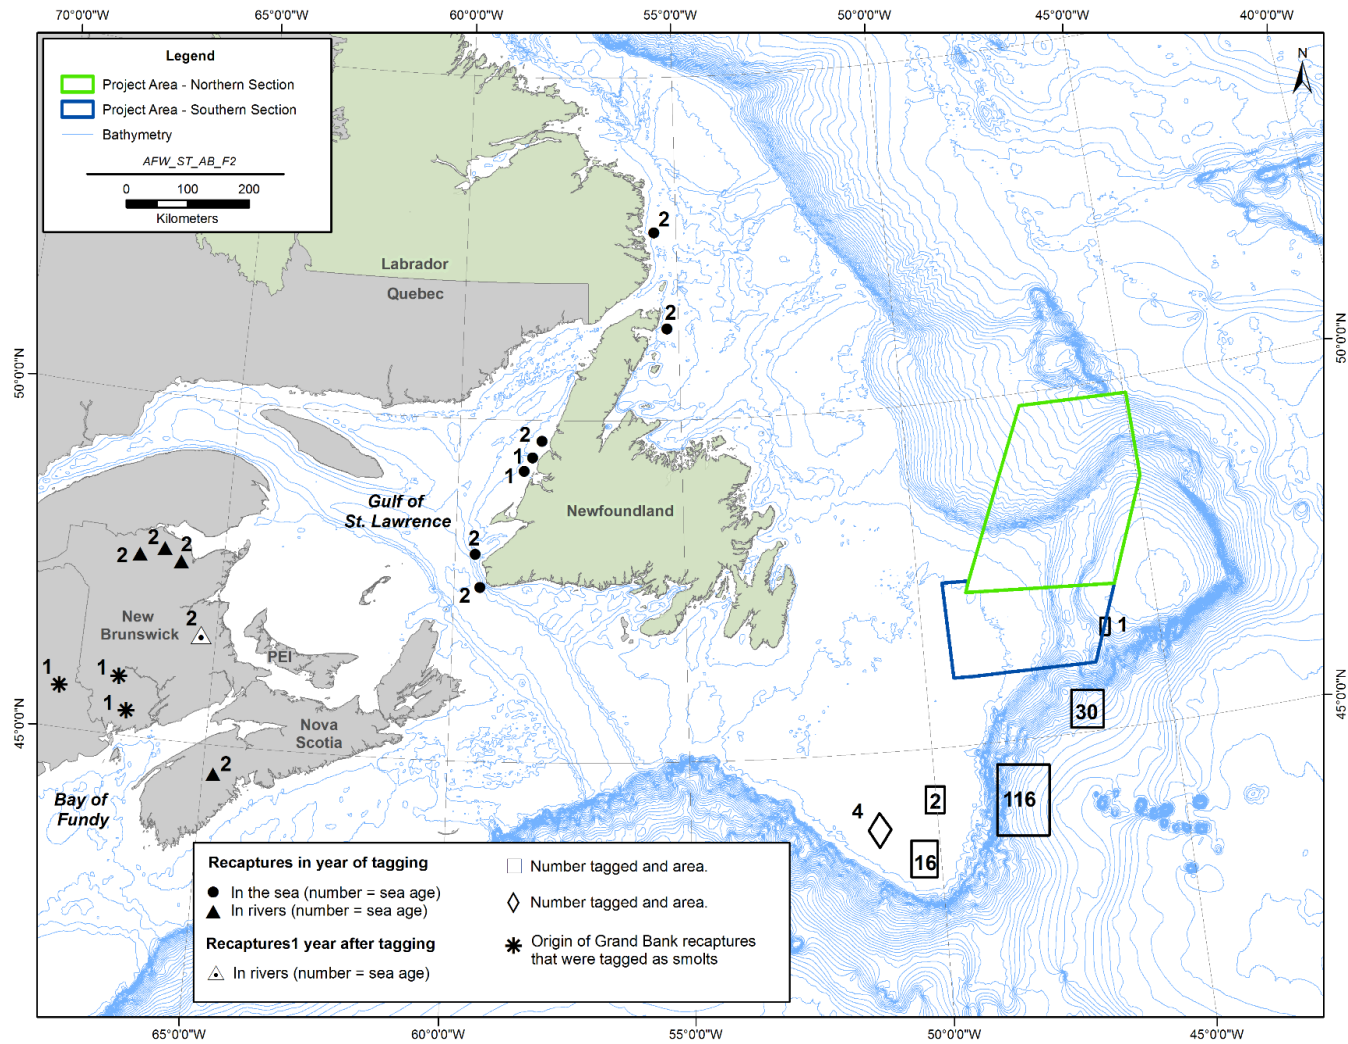 70°0'0"W 65°0'0"W 60°0'0"W 55°0'0"W 50°0'0"W 45°0'0"W 40°0'0"W
Legend
Project Area - Northern Section
Project Area - Southern Section
Bathymetry
AFW_ST_AB_F2
0 100 200
Kilometers
N
2
Labrador
Quebec
2
50°0'0"N
50°0'0"N
2
1
1
Gulf of
St. Lawrence
Newfoundland
2
2
2
2
2
2
New
Brunswick
2
PEI
1
1
1
1
45°0'0"N
45°0'0"N
30
Nova
Scotia
2
Bay of
Fundy
116
2
4
16
Recaptures in year of tagging
In the sea (number = sea age)
In rivers (number = sea age)
Recaptures1 year after tagging
In rivers (number = sea age)
Number tagged and area.
Number tagged and area.
Origin of Grand Bank recaptures
that were tagged as smolts
65°0'0"W 60°0'0"W 55°0'0"W 50°0'0"W 45°0'0"W